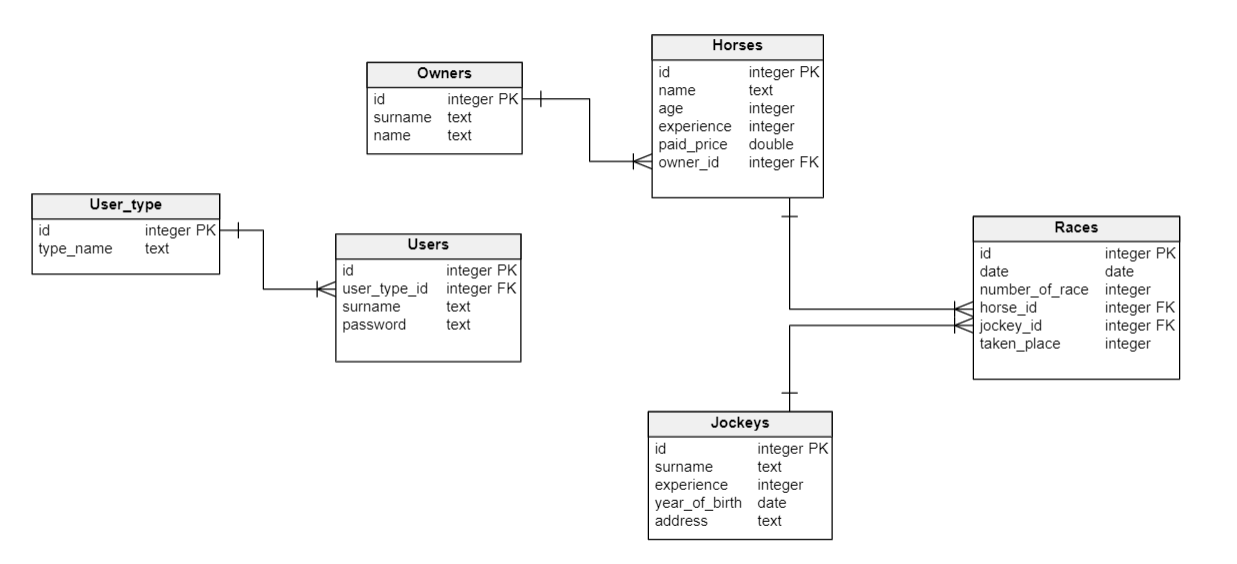 Horses
id integer PK
name text
age integer
experience integer
paid_price double
owner_id integer FK
Owners
id integer PK
surname text
name text
User_type
id integer PK
type_name text
Users
id integer PK
user_type_id integer FK
surname text
password text
Races
id integer PK
date date
number_of_race integer
horse_id integer FK
jockey_id integer FK
taken_place integer
Jockeys
id integer PK
surname text
experience integer
year_of_birth date
address text